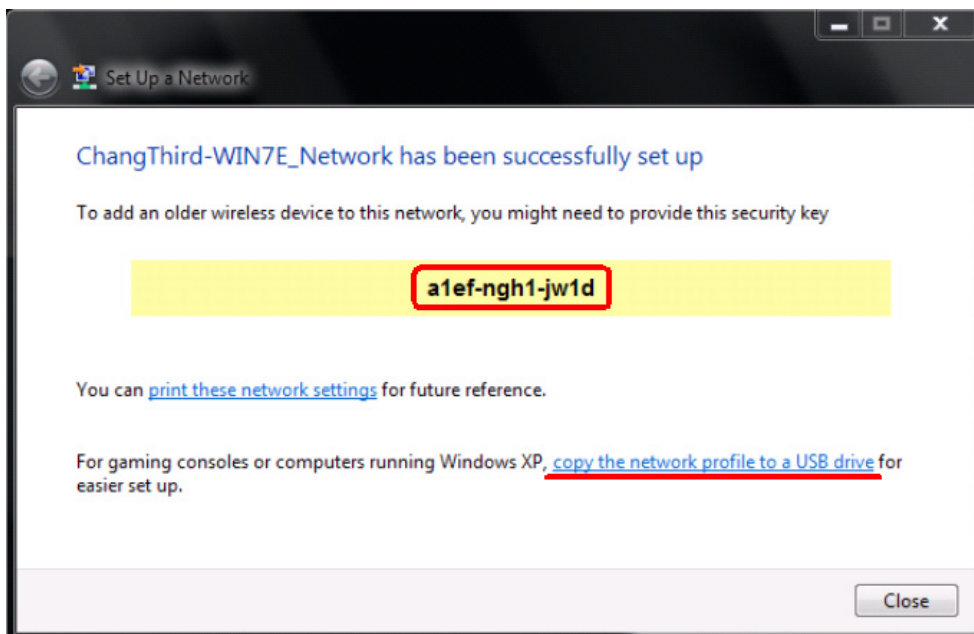 Set Up a Network
ChangThird-WIN7E_Network has been successfully set up
To add an older wireless device to this network, you might need to provide this security key
a1ef-ngh1-jw1d
You can print these network settings for future reference.
For gaming consoles or computers running Windows XP, copy the network profile to a USB drive for
easier set up.
Close